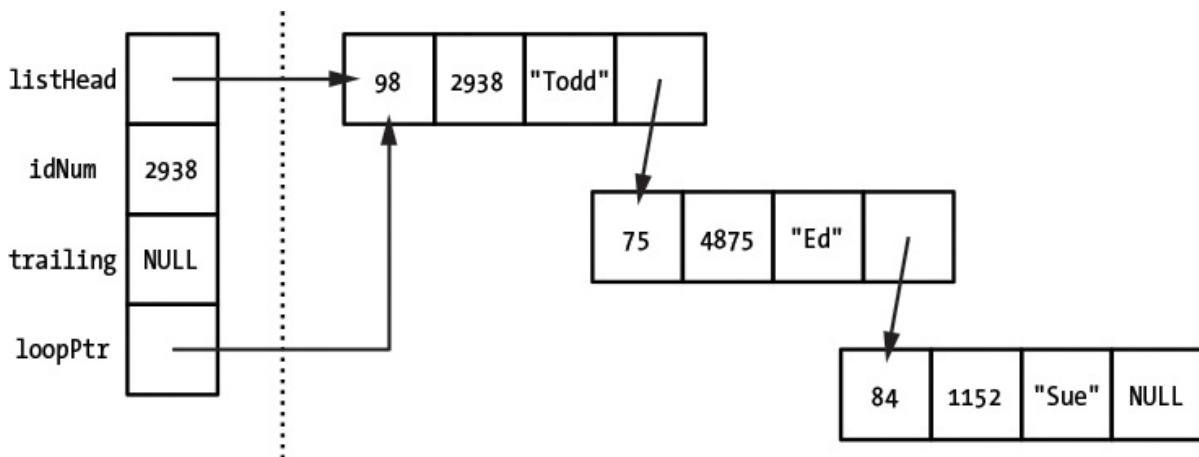 listHead 98 2938 "Todd"
idNum 2938
trailing NULL 75 4875 "Ed"
loopPtr
84 1152 "Sue" NULL